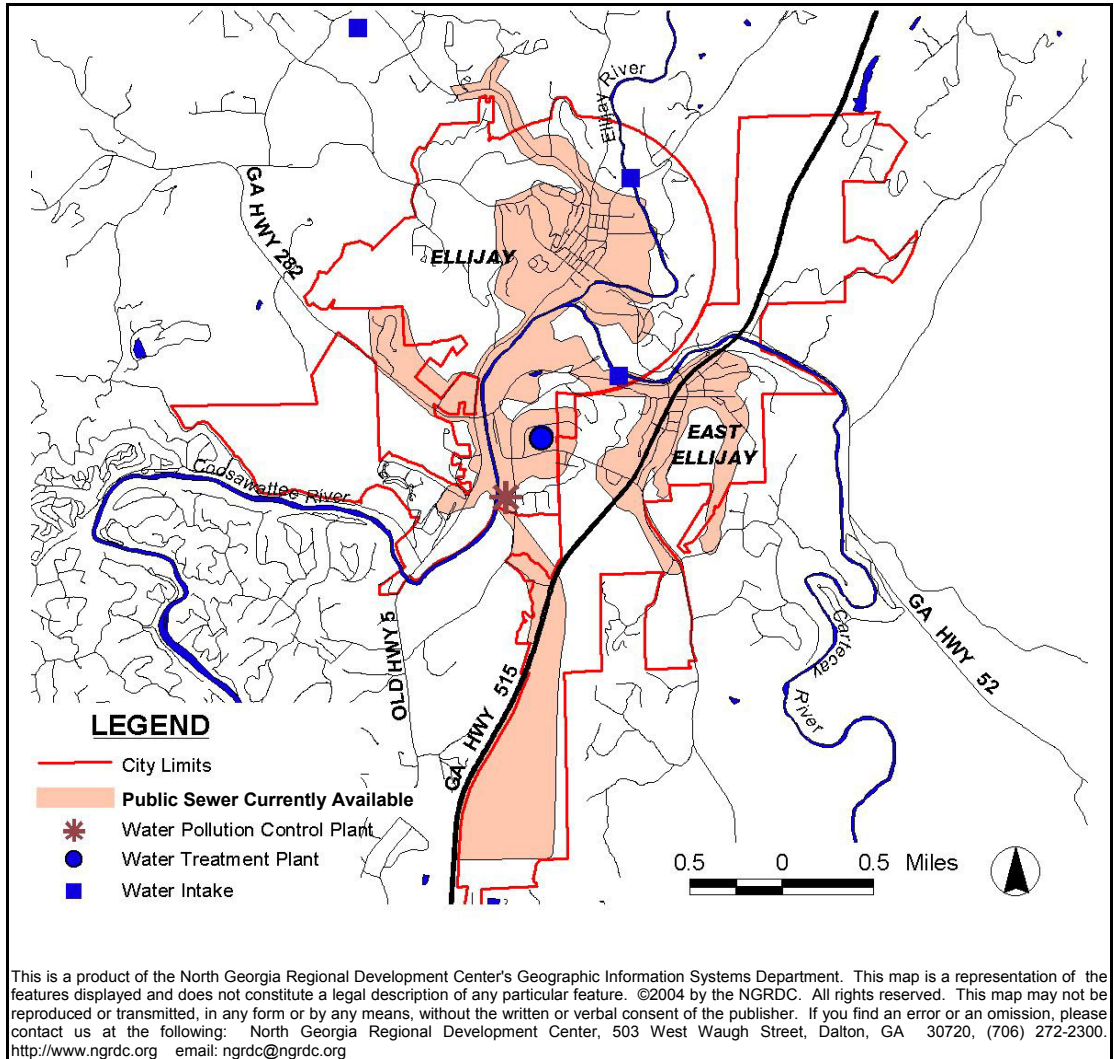 Ellijay River
GA HWY 282
ELLIJAY
EAST
ELLIJAY
Coosawattee River
OLD HWY 5
GA HWY 515
Cartecay
River
GA HWY 52
LEGEND
City Limits
Public Sewer Currently Available
Water Pollution Control Plant
Water Treatment Plant
Water Intake
0.5 0 0.5 Miles
This is a product of the North Georgia Regional Development Center's Geographic Information Systems Department. This map is a representation of the
features displayed and does not constitute a legal description of any particular feature. ©2004 by the NGRDC. All rights reserved. This map may not be
reproduced or transmitted, in any form or by any means, without the written or verbal consent of the publisher. If you find an error or an omission, please
contact us at the following: North Georgia Regional Development Center, 503 West Waugh Street, Dalton, GA 30720, (706) 272-2300.
http://www.ngrdc.org email: ngrdc@ngrdc.org